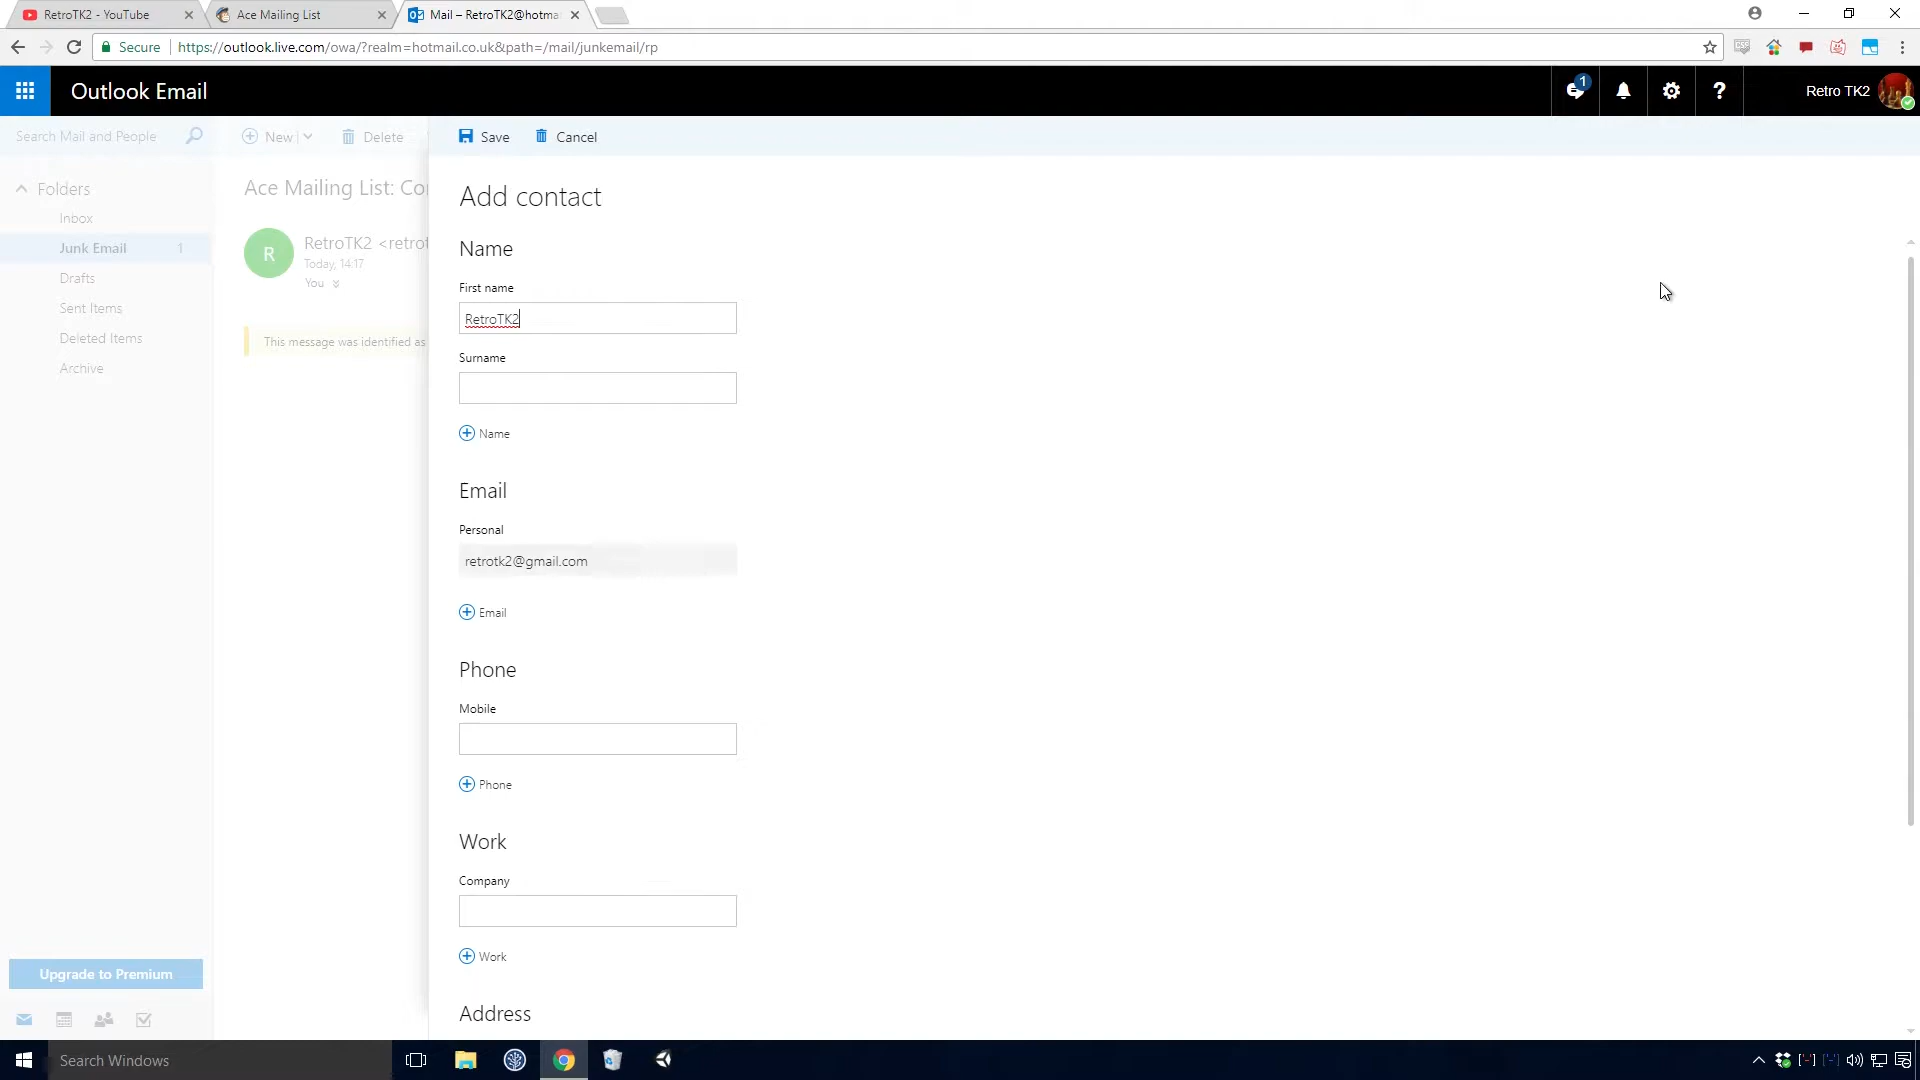 RetroTK2 - YouTube
Ace Mailing List
Mail – RetroTK2@hotma
Secure
https://outlook.live.com/owa/?realm=hotmail.co.uk&path=/mail/junkemail/rp
Outlook Email
1
Retro TK2
Search Mail and People
New
Delete
Save
Cancel
Folders
Inbox
Junk Email 1
Drafts
Sent Items
Deleted Items
Archive
Ace Mailing List: Co
R
RetroTK2 <retrot
Today, 14:17
You
This message was identified as
Add contact
Name
First name
RetroTK2
Surname
Name
Email
Personal
retrotk2@gmail.com
Email
Phone
Mobile
Phone
Work
Company
Work
Address
Upgrade to Premium
Search Windows